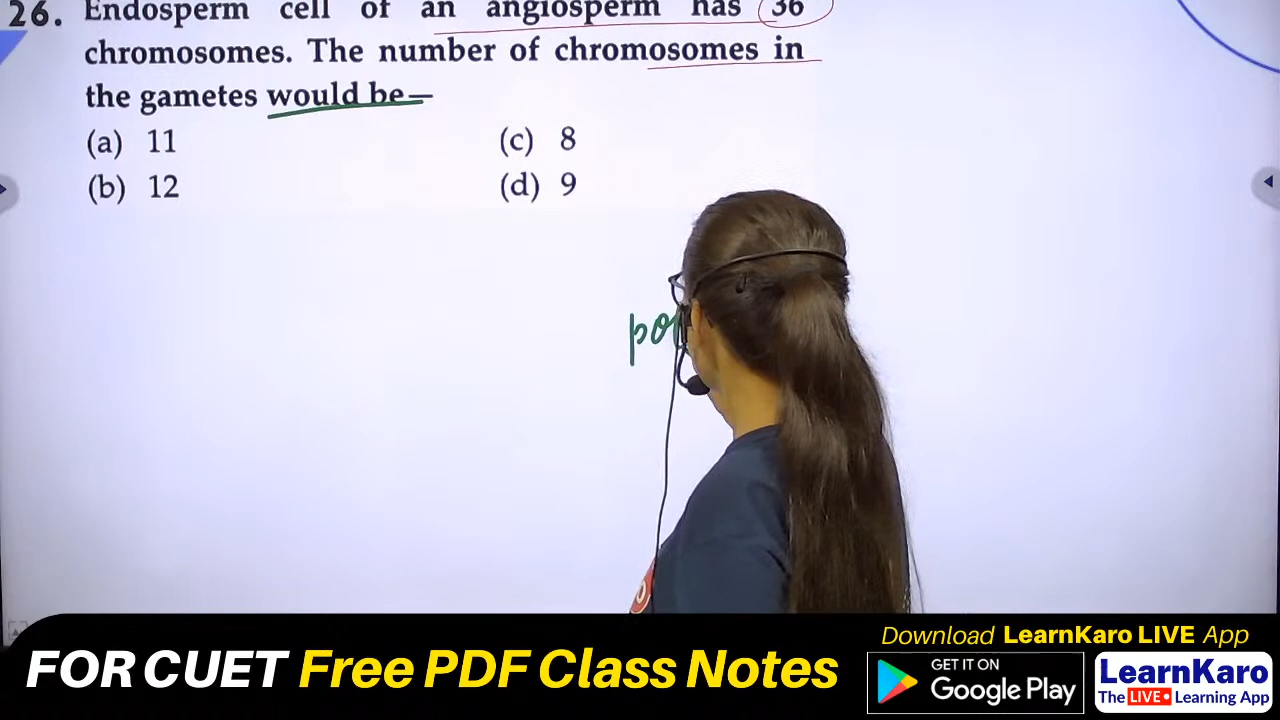 26. Endosperm cell of an angiosperm has 36
chromosomes. The number of chromosomes in
the gametes would be—
(a) 11
(c) 8
(b) 12
(d) 9
po
FOR CUET Free PDF Class Notes
Download LearnKaro LIVE App
GET IT ON
Google Play
LearnKaro
The LIVE Learning App